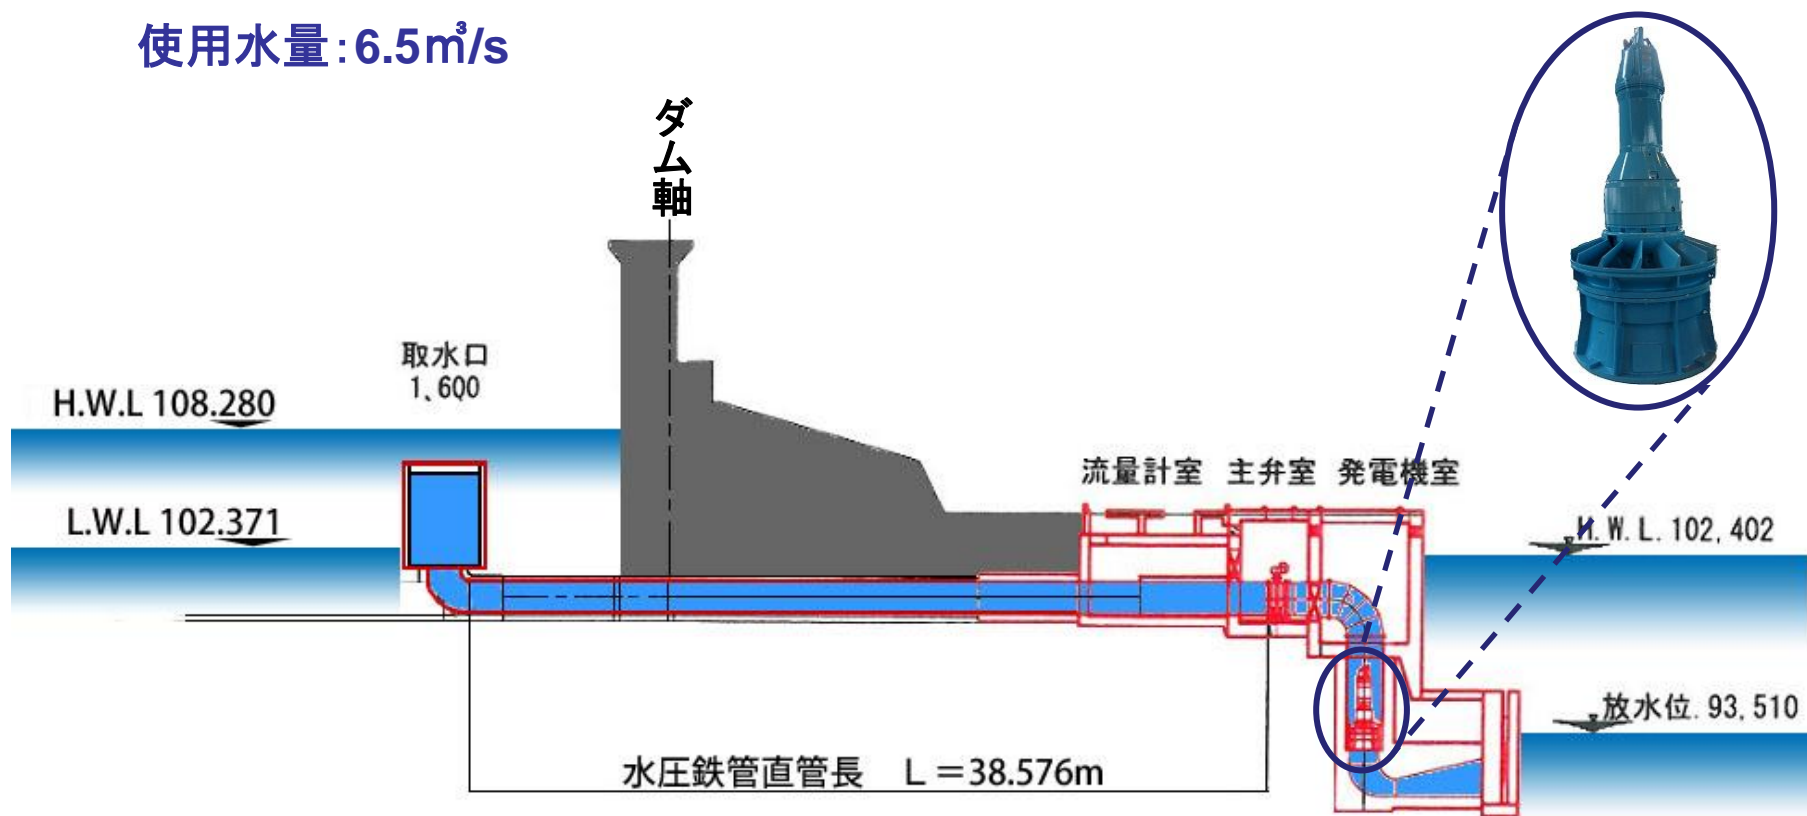 使用水量:6.5㎥/s
ダム軸
取水口
1,600
H.W.L 108.280
L.W.L 102.371
流量計室 主弁室 発電機室
H.W.L. 102,402
放水位. 93,510
水圧鉄管直管長 L=38.576m